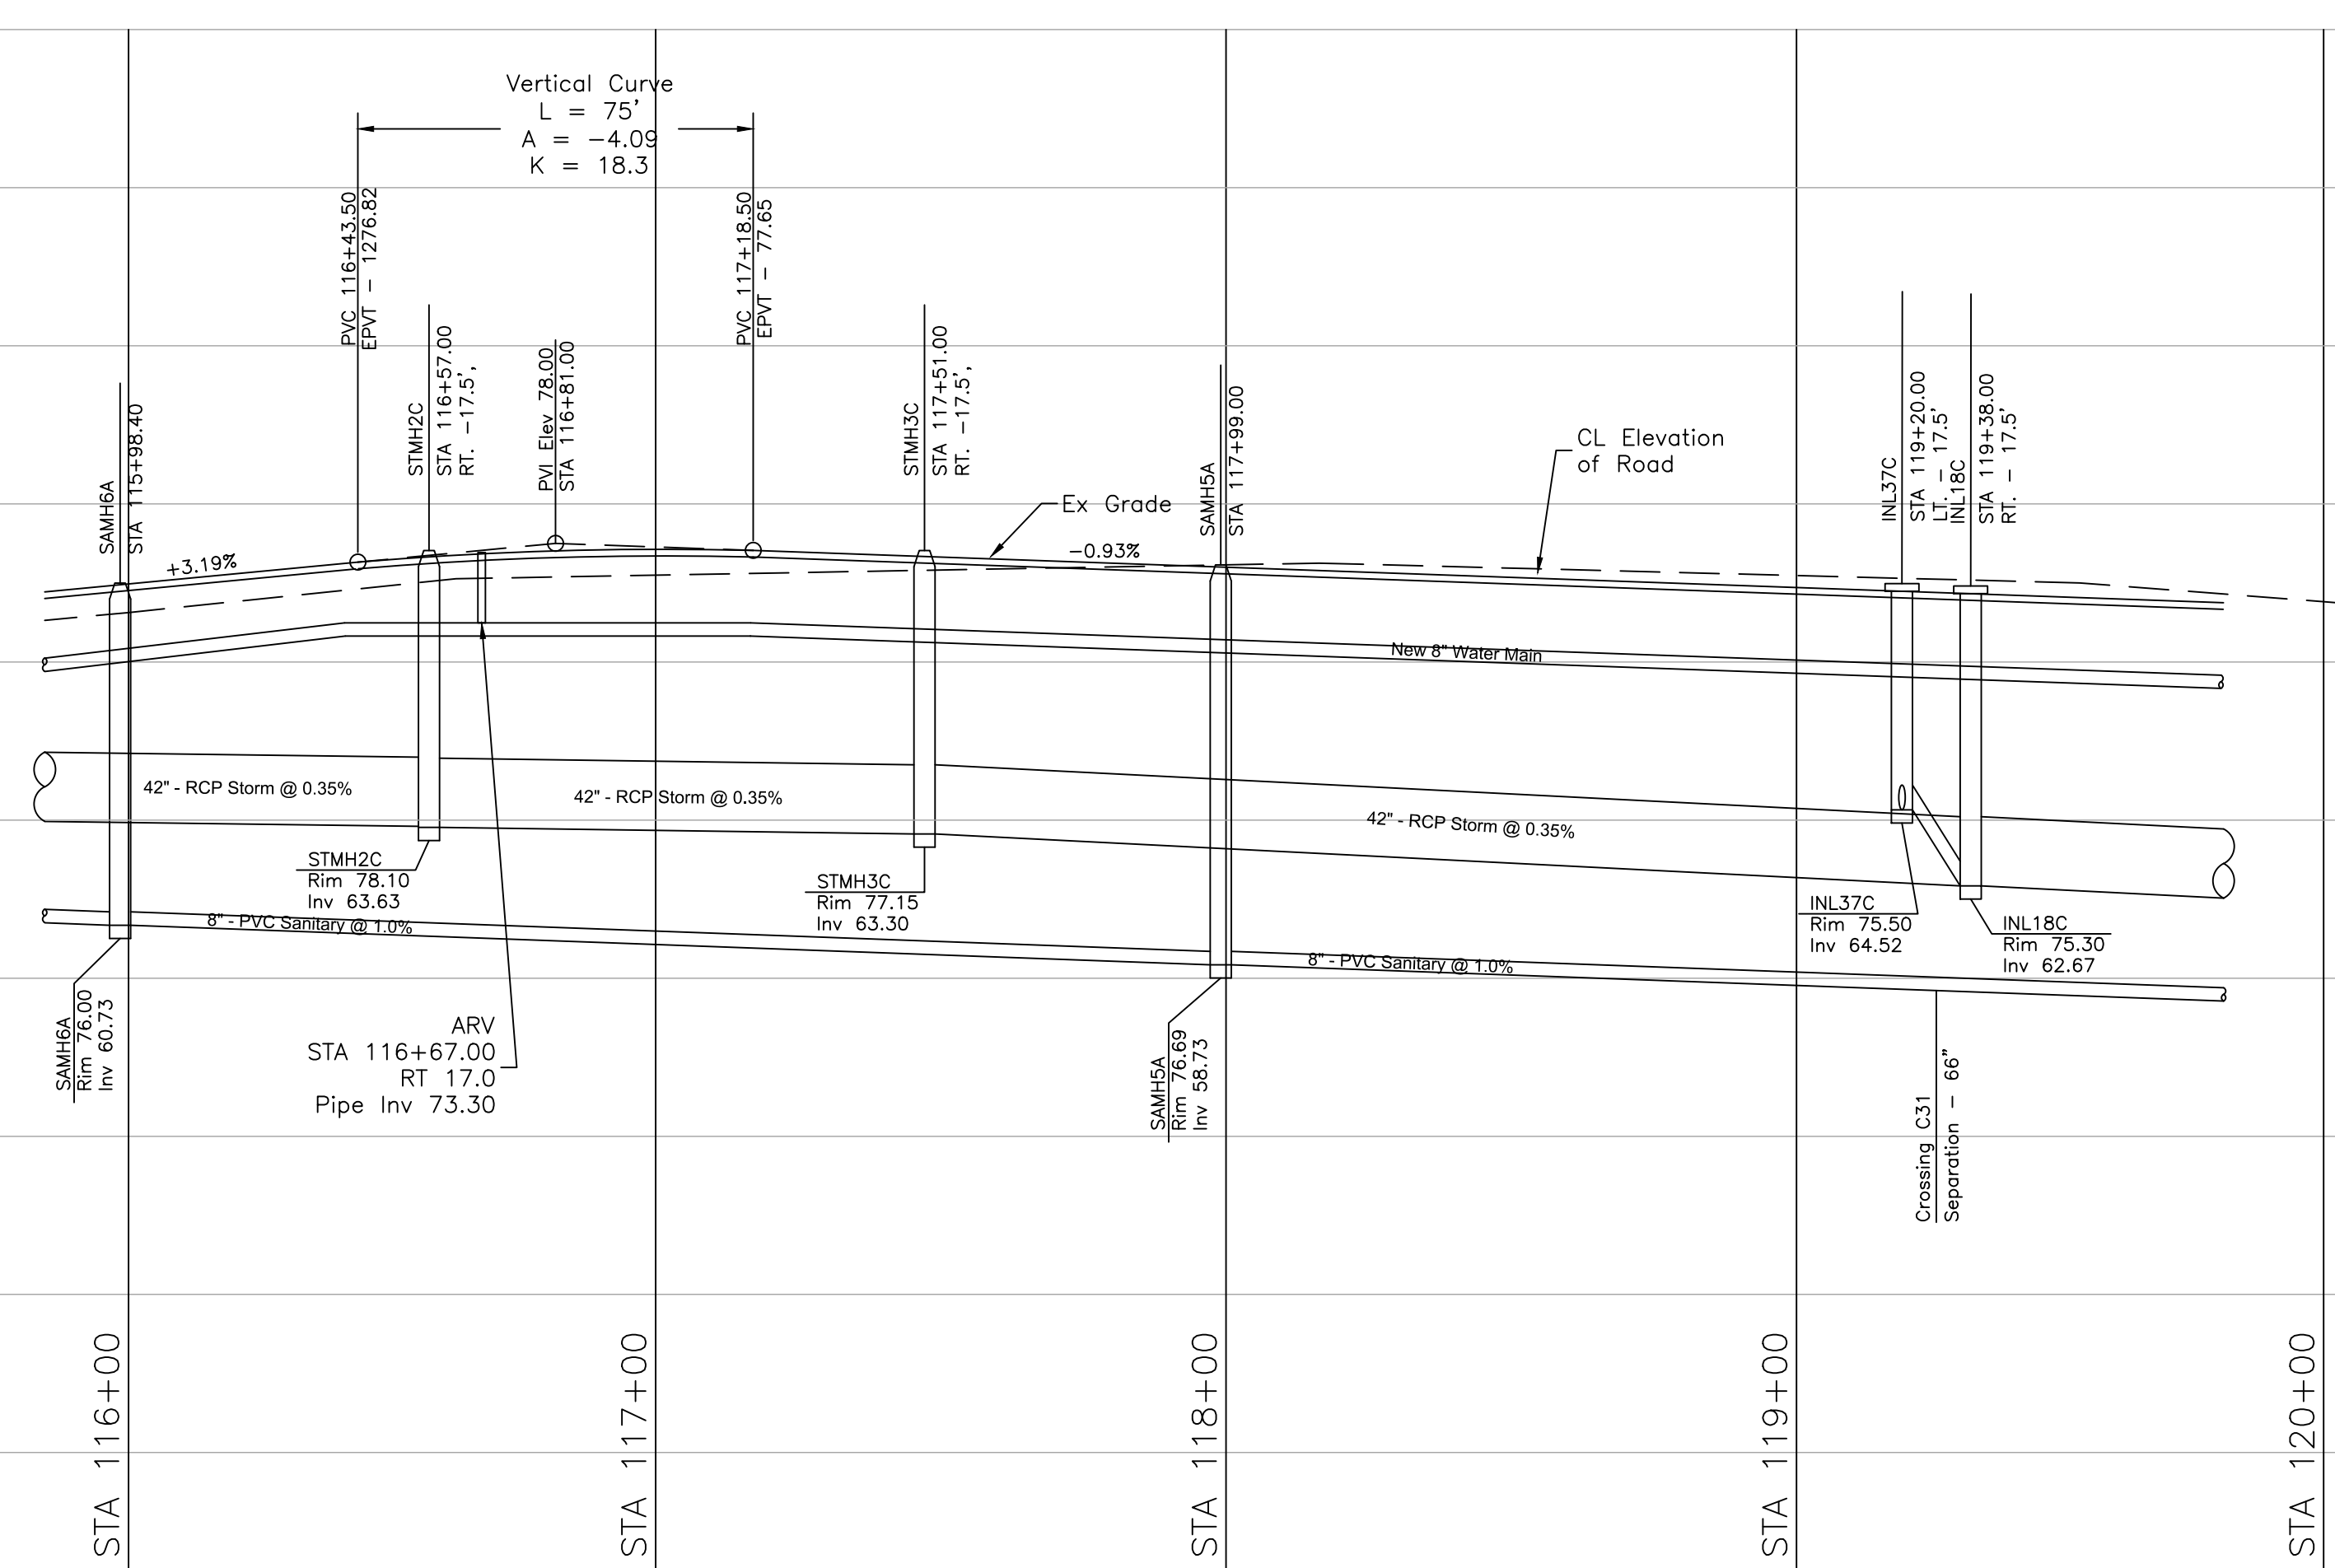 Vertical Curve
L = 75'
A = -4.09
K = 18.3
PVC 116+43.50
EPVT - 1276.82
PVC 117+18.50
EPVT - 77.65
SAMH6A
STA 115+98.40
STMH2C
STA 116+57.00
RT. -17.5',
PVI Elev 78.00
STA 116+81.00
STMH3C
STA 117+51.00
RT. -17.5',
SAMH5A
STA 117+99.00
INL37C
STA 119+20.00
LT. - 17.5'
INL18C
STA 119+38.00
RT. - 17.5'
CL Elevation
of Road
Ex Grade
+3.19%
-0.93%
New 8" Water Main
42" - RCP Storm @ 0.35%
42" - RCP Storm @ 0.35%
42" - RCP Storm @ 0.35%
STMH2C
Rim 78.10
Inv 63.63
STMH3C
Rim 77.15
Inv 63.30
INL37C
Rim 75.50
Inv 64.52
INL18C
Rim 75.30
Inv 62.67
8" - PVC Sanitary @ 1.0%
8" - PVC Sanitary @ 1.0%
SAMH6A
Rim 76.00
Inv 60.73
ARV
STA 116+67.00
RT 17.0
Pipe Inv 73.30
SAMH5A
Rim 76.69
Inv 58.73
Crossing C31
Separation - 66"
STA 116+00
STA 117+00
STA 118+00
STA 119+00
STA 120+00